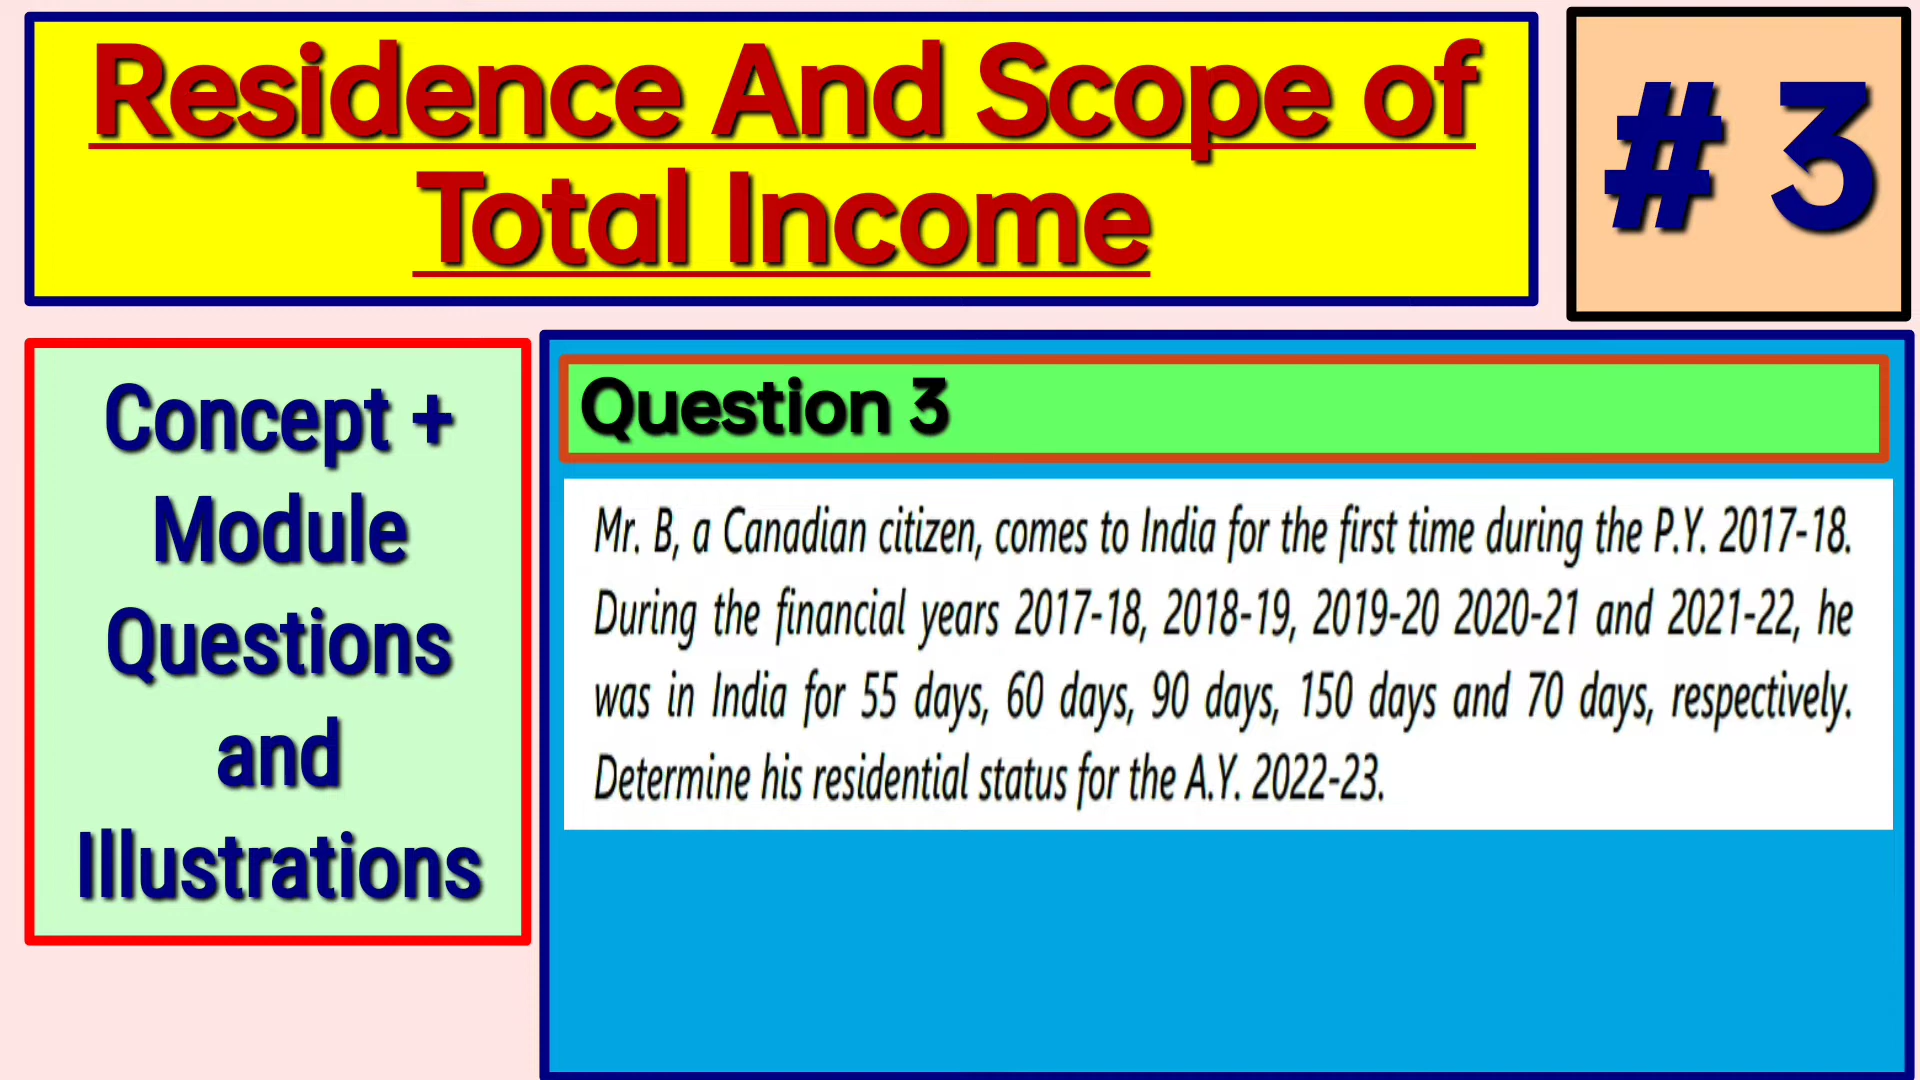 Residence And Scope of
Total Income
# 3
Concept +
Module
Questions
and
Illustrations
Question 3
Mr. B, a Canadian citizen, comes to India for the first time during the P.Y. 2017-18.
During the financial years 2017-18, 2018-19, 2019-20 2020-21 and 2021-22, he
was in India for 55 days, 60 days, 90 days, 150 days and 70 days, respectively.
Determine his residential status for the A.Y. 2022-23.